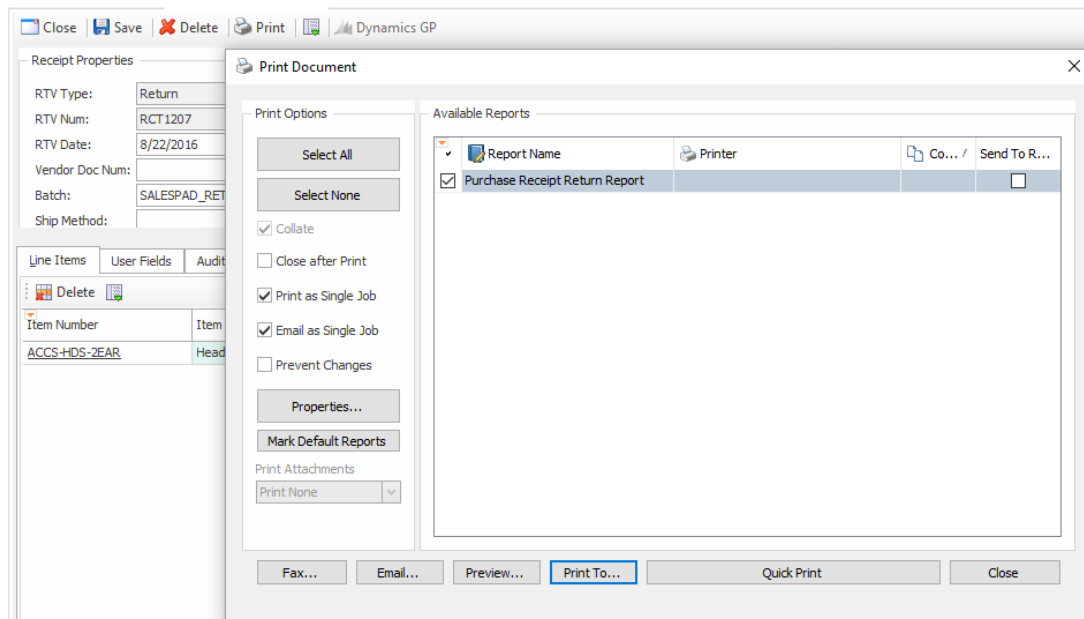 Close Save Delete Print Dynamics GP
Receipt Properties
RTV Type: Return
RTV Num: RCT1207
RTV Date: 8/22/2016
Vendor Doc Num:
Batch: SALESPAD_RET
Ship Method:
Line Items User Fields Audit
Delete
Item Number Item
ACCS-HDS-2EAR Head
Print Document
Print Options
Select All
Select None
Collate
Close after Print
Print as Single Job
Email as Single Job
Prevent Changes
Properties...
Mark Default Reports
Print Attachments
Print None
Available Reports
Report Name Printer Co... Send To R...
Purchase Receipt Return Report
Fax... Email... Preview... Print To... Quick Print Close